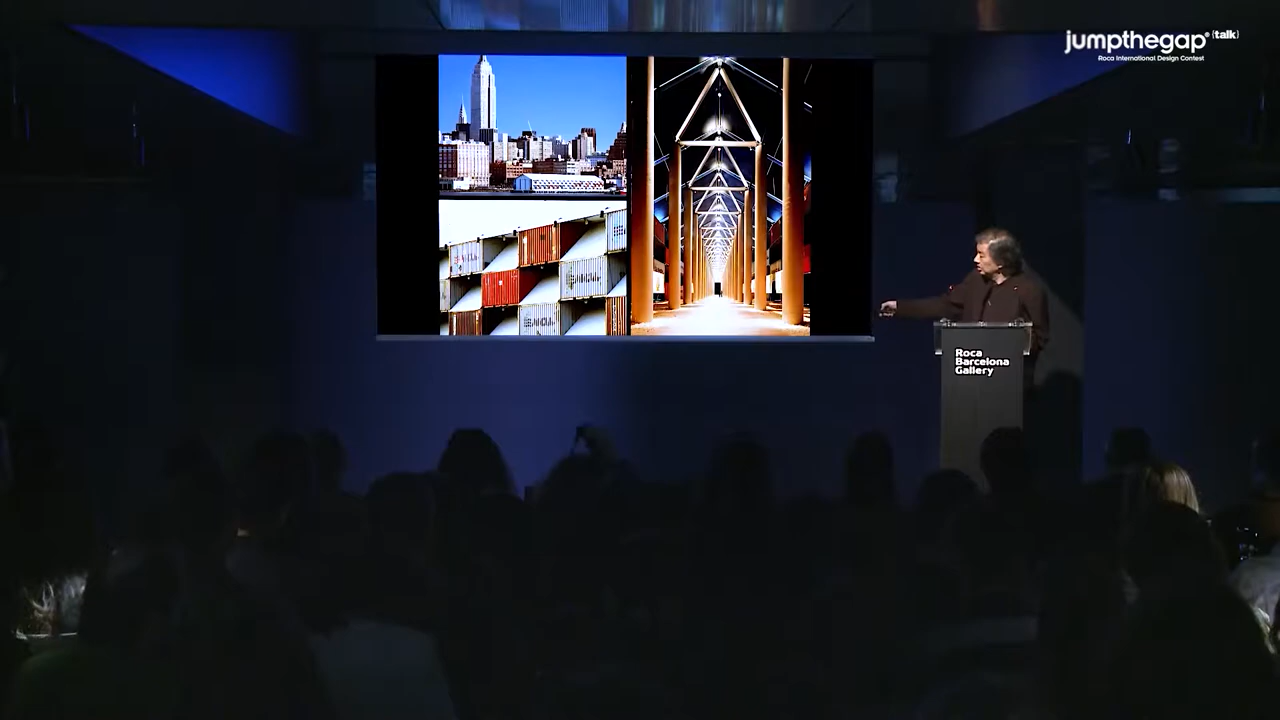 jumpthegap® (talk)
Roca International Design Contest
Roca
Barcelona
Gallery